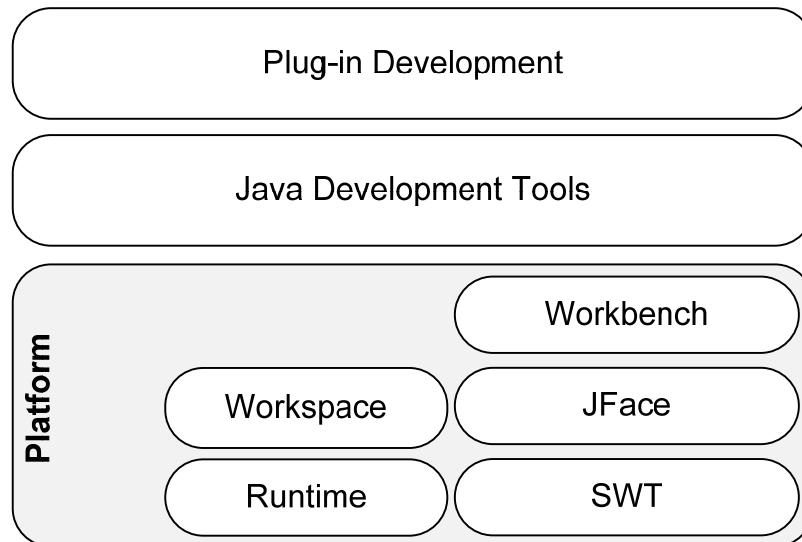 Plug-in Development
Java Development Tools
Platform
Workbench
Workspace
JFace
Runtime
SWT